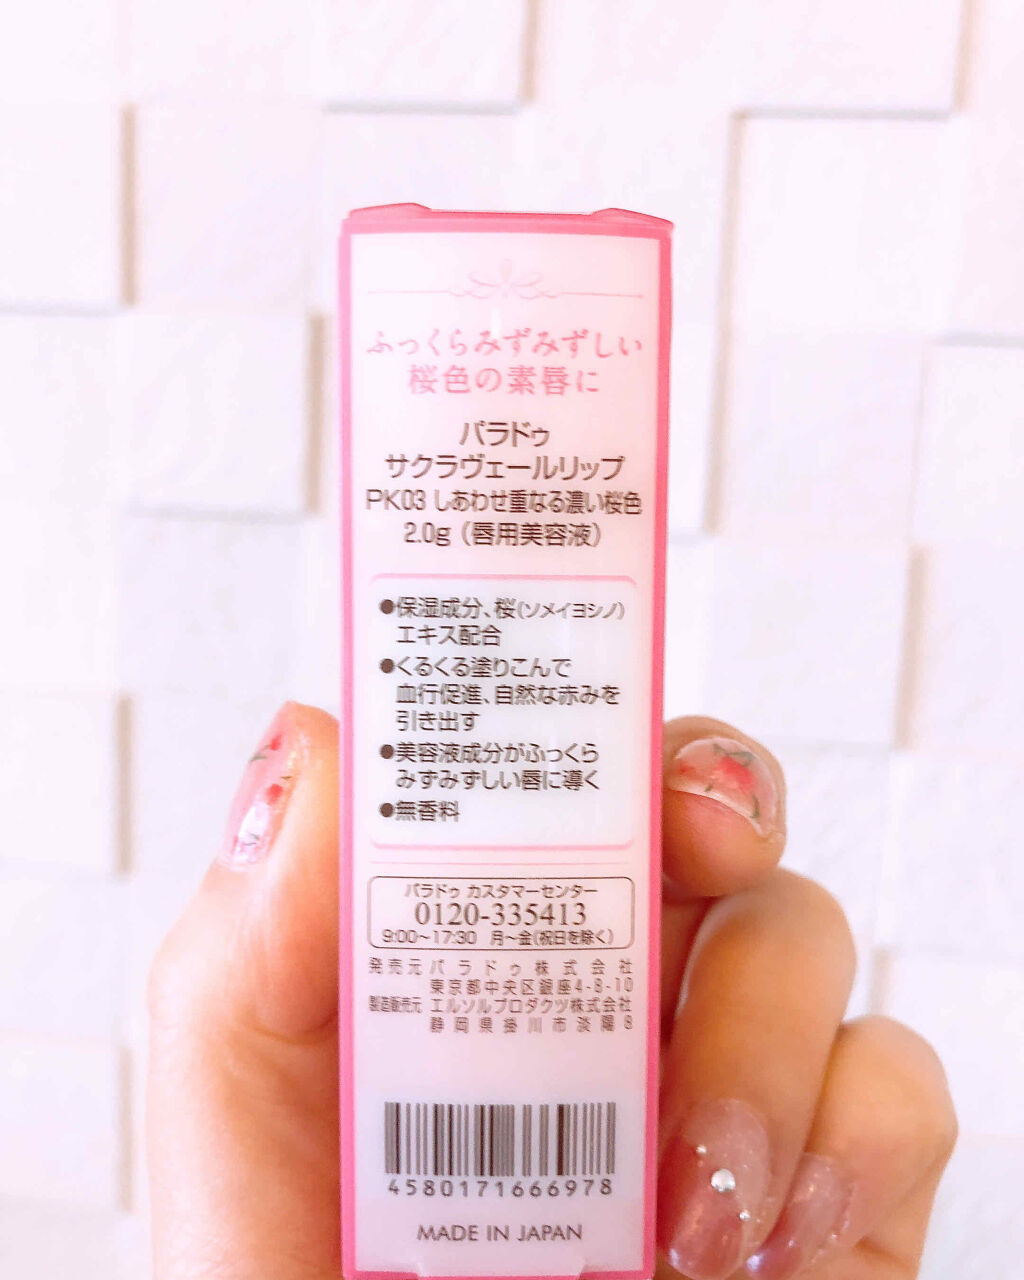 ふっくらみずみずしい
桜色の素唇に
パラドゥ
サクラヴェールリップ
PK03 しあわせ重なる濃い桜色
2.0g（唇用美容液）
●保湿成分、桜(ソメイヨシノ)
エキス配合
●くるくる塗りこんで
血行促進、自然な赤みを
引き出す
●美容液成分がふっくら
みずみずしい唇に導く
●無香料
パラドゥ カスタマーセンター
0120-335413
9:00〜17:30 月〜金(祝日を除く)
発売元 パラドゥ株式会社
東京都中央区銀座4-8-10
製造販売元 エルソルプロダクツ株式会社
静岡県掛川市淡陽8
4580171666978
MADE IN JAPAN